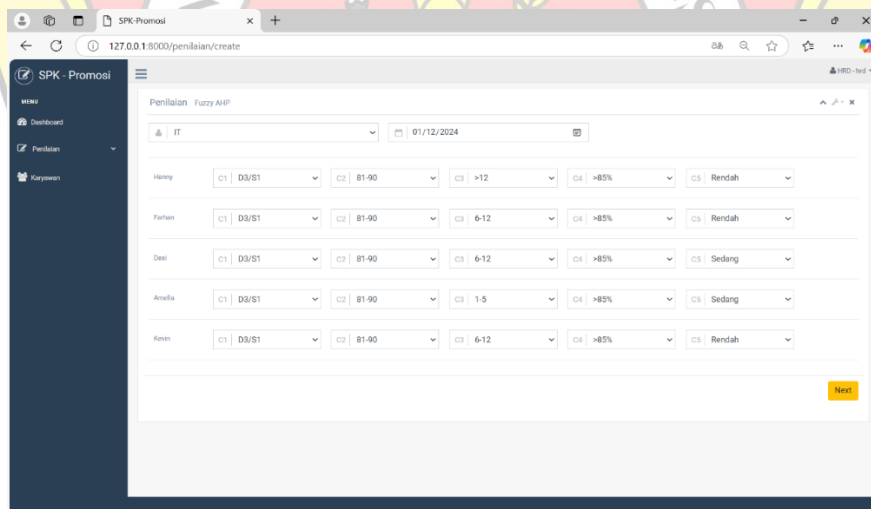 SPK-Promosi
127.0.0.1:8000/penilaian/create
SPK - Promosi
HRD - hrd
MENU
Dashboard
Penilaian
Karyawan
Penilaian Fuzzy AHP
IT 01/12/2024
Henny C1 D3/S1 C2 81-90 C3 >12 C4 >85% C5 Rendah
Farhan C1 D3/S1 C2 81-90 C3 6-12 C4 >85% C5 Rendah
Desi C1 D3/S1 C2 81-90 C3 6-12 C4 >85% C5 Sedang
Amelia C1 D3/S1 C2 81-90 C3 1-5 C4 >85% C5 Sedang
Kevin C1 D3/S1 C2 81-90 C3 6-12 C4 >85% C5 Rendah
Next